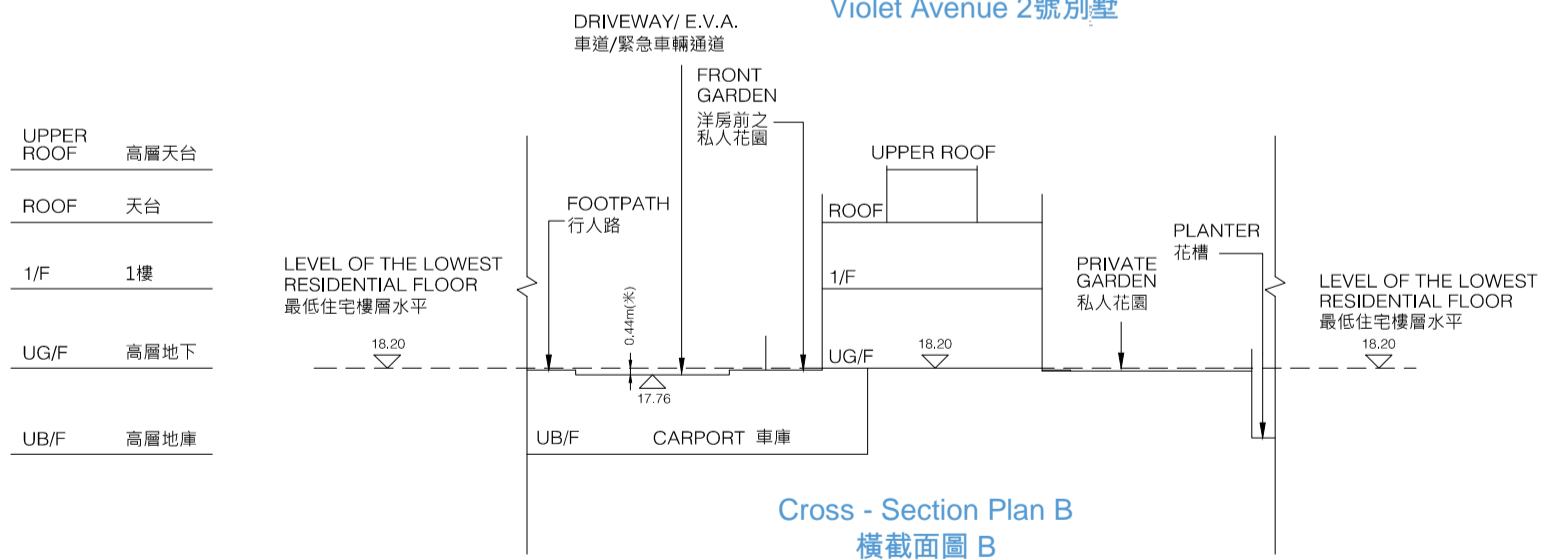 Violet Avenue 2號別墅
DRIVEWAY/ E.V.A.
車道/緊急車輛通道
FRONT
GARDEN
洋房前之
私人花園
UPPER
ROOF 高層天台
ROOF 天台
1/F 1樓
UG/F 高層地下
UB/F 高層地庫
LEVEL OF THE LOWEST
RESIDENTIAL FLOOR
最低住宅樓層水平
18.20
FOOTPATH
行人路
0.44m(米)
17.76
UPPER ROOF
ROOF
1/F
UG/F
18.20
UB/F CARPORT 車庫
PRIVATE
GARDEN
私人花園
PLANTER
花槽
LEVEL OF THE LOWEST
RESIDENTIAL FLOOR
最低住宅樓層水平
18.20
Cross - Section Plan B
橫截面圖 B